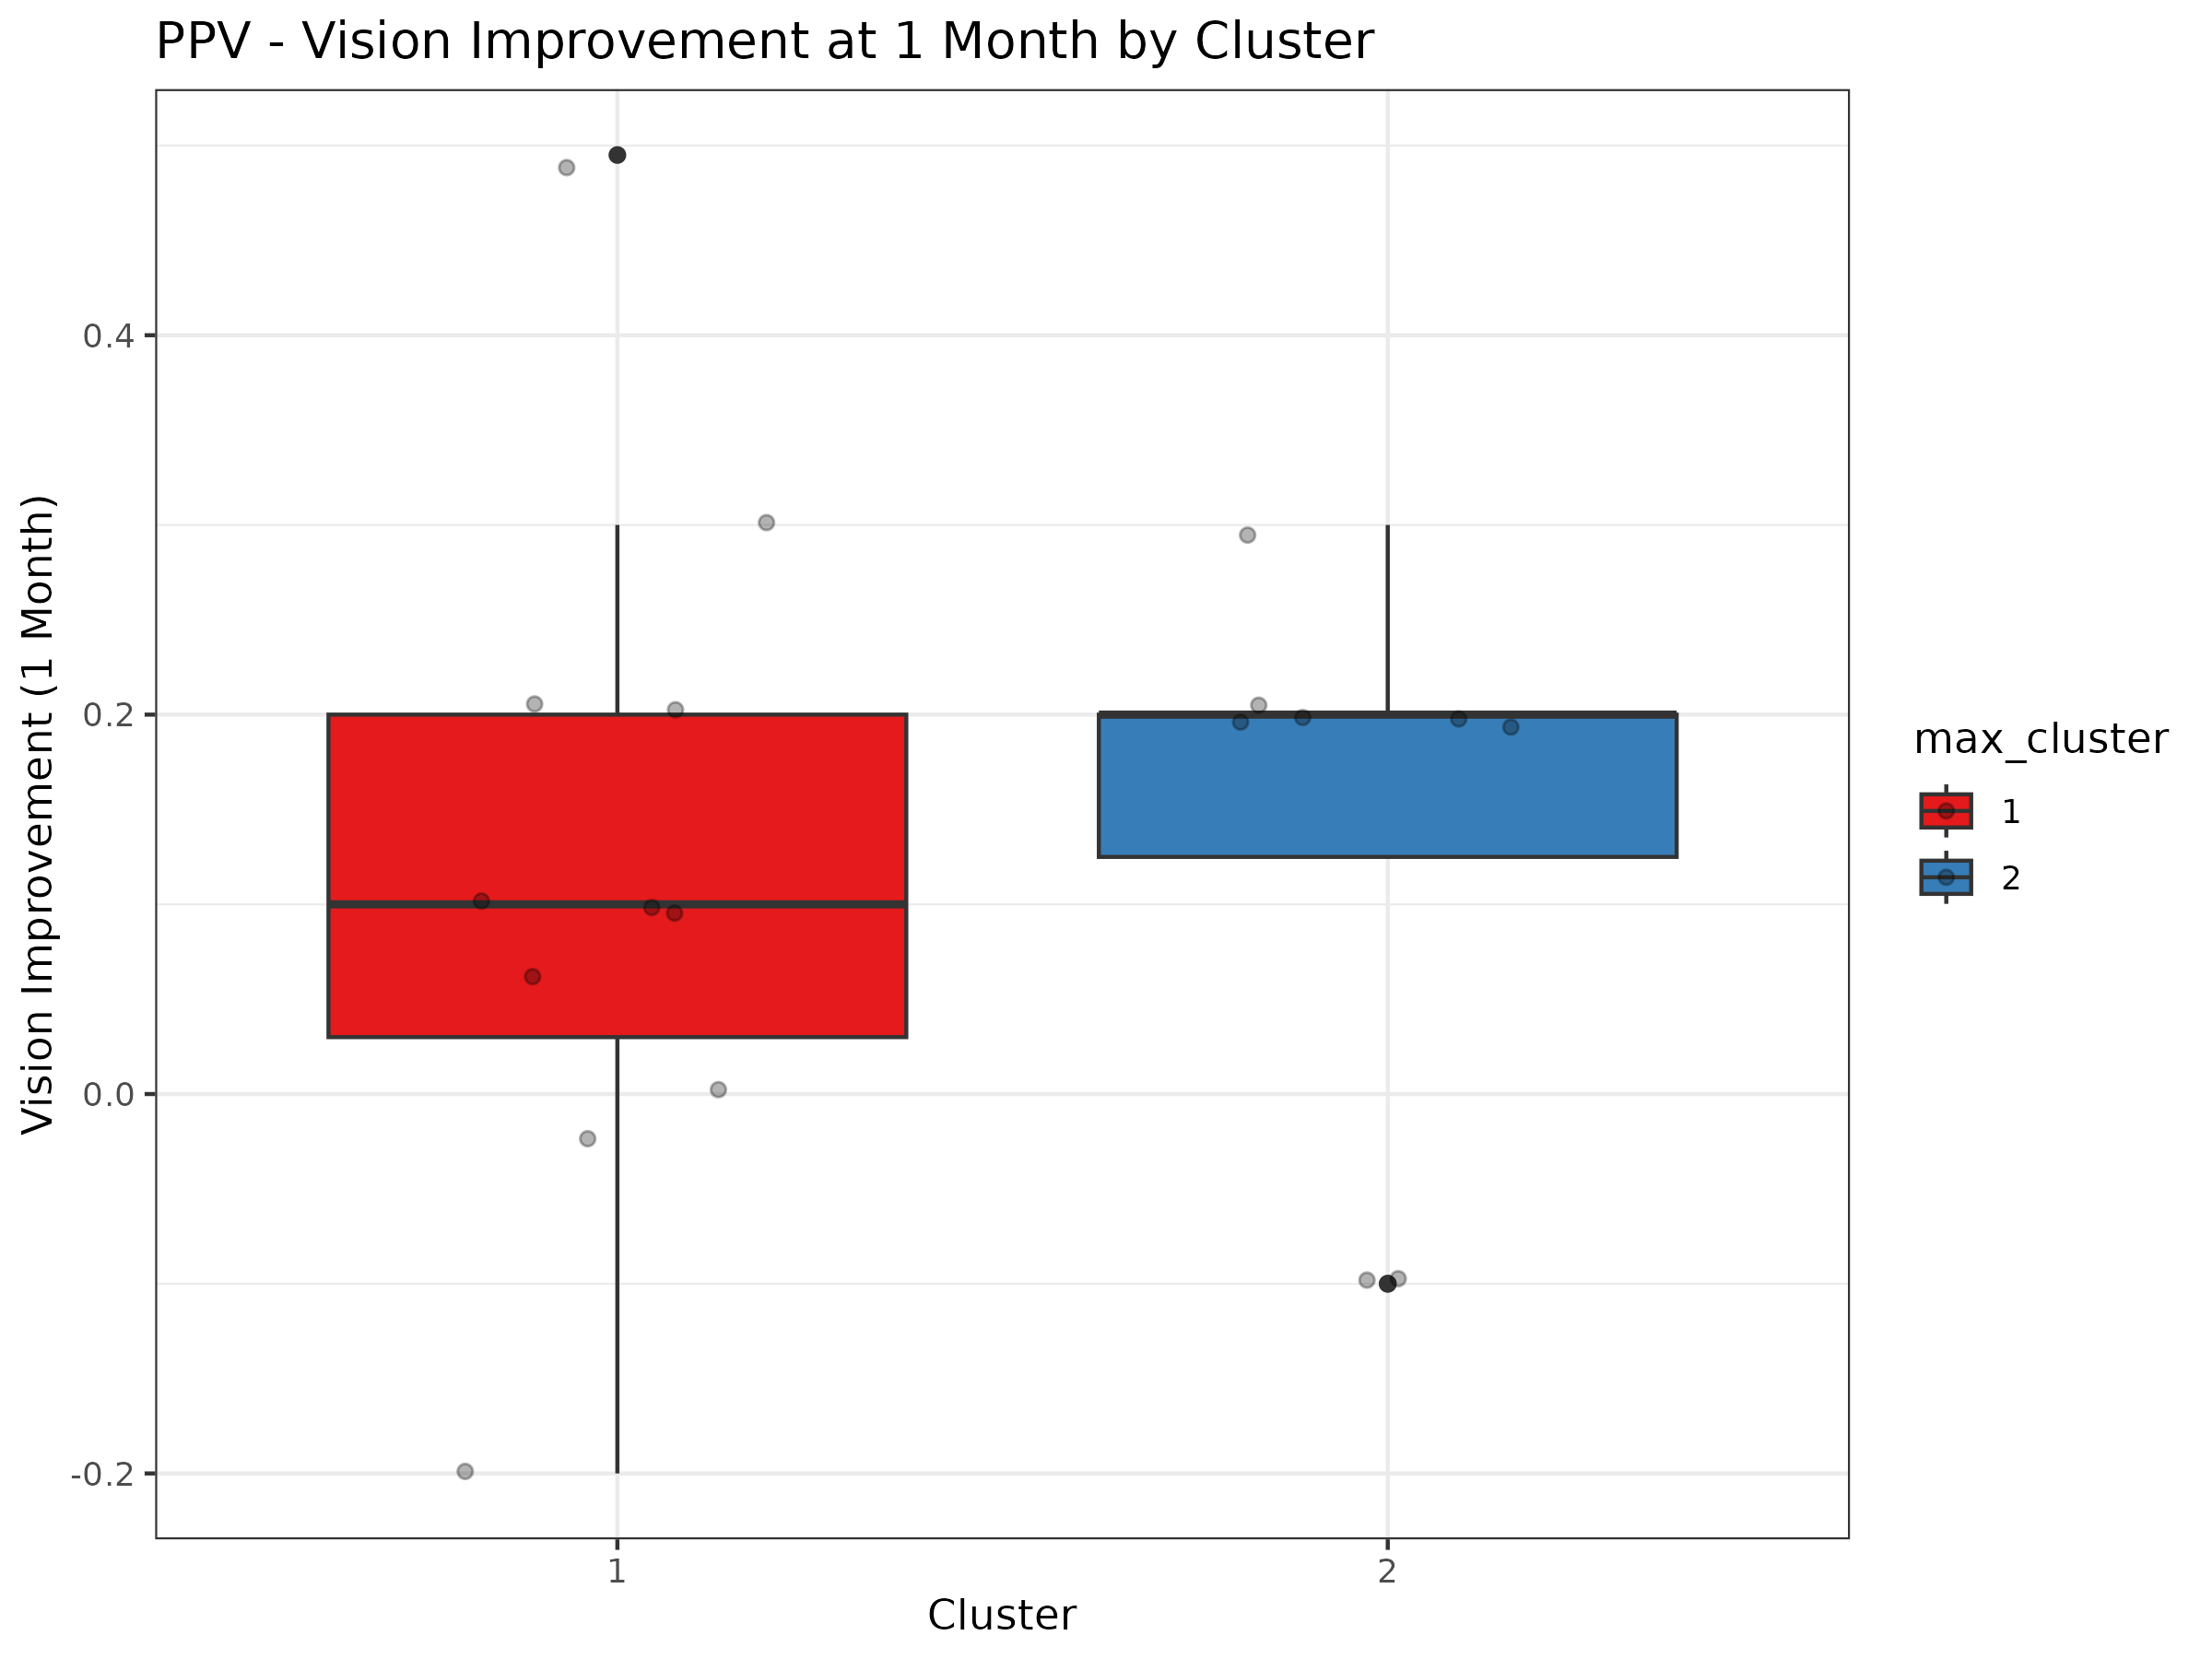 PPV - Vision Improvement at 1 Month by Cluster
Vision Improvement (1 Month)
0.4
0.2
0.0
-0.2
1
2
Cluster
max_cluster
1
2